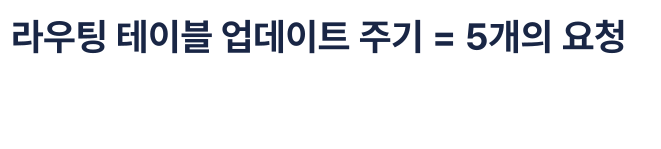 라우팅 테이블 업데이트 주기 = 5개의 요청